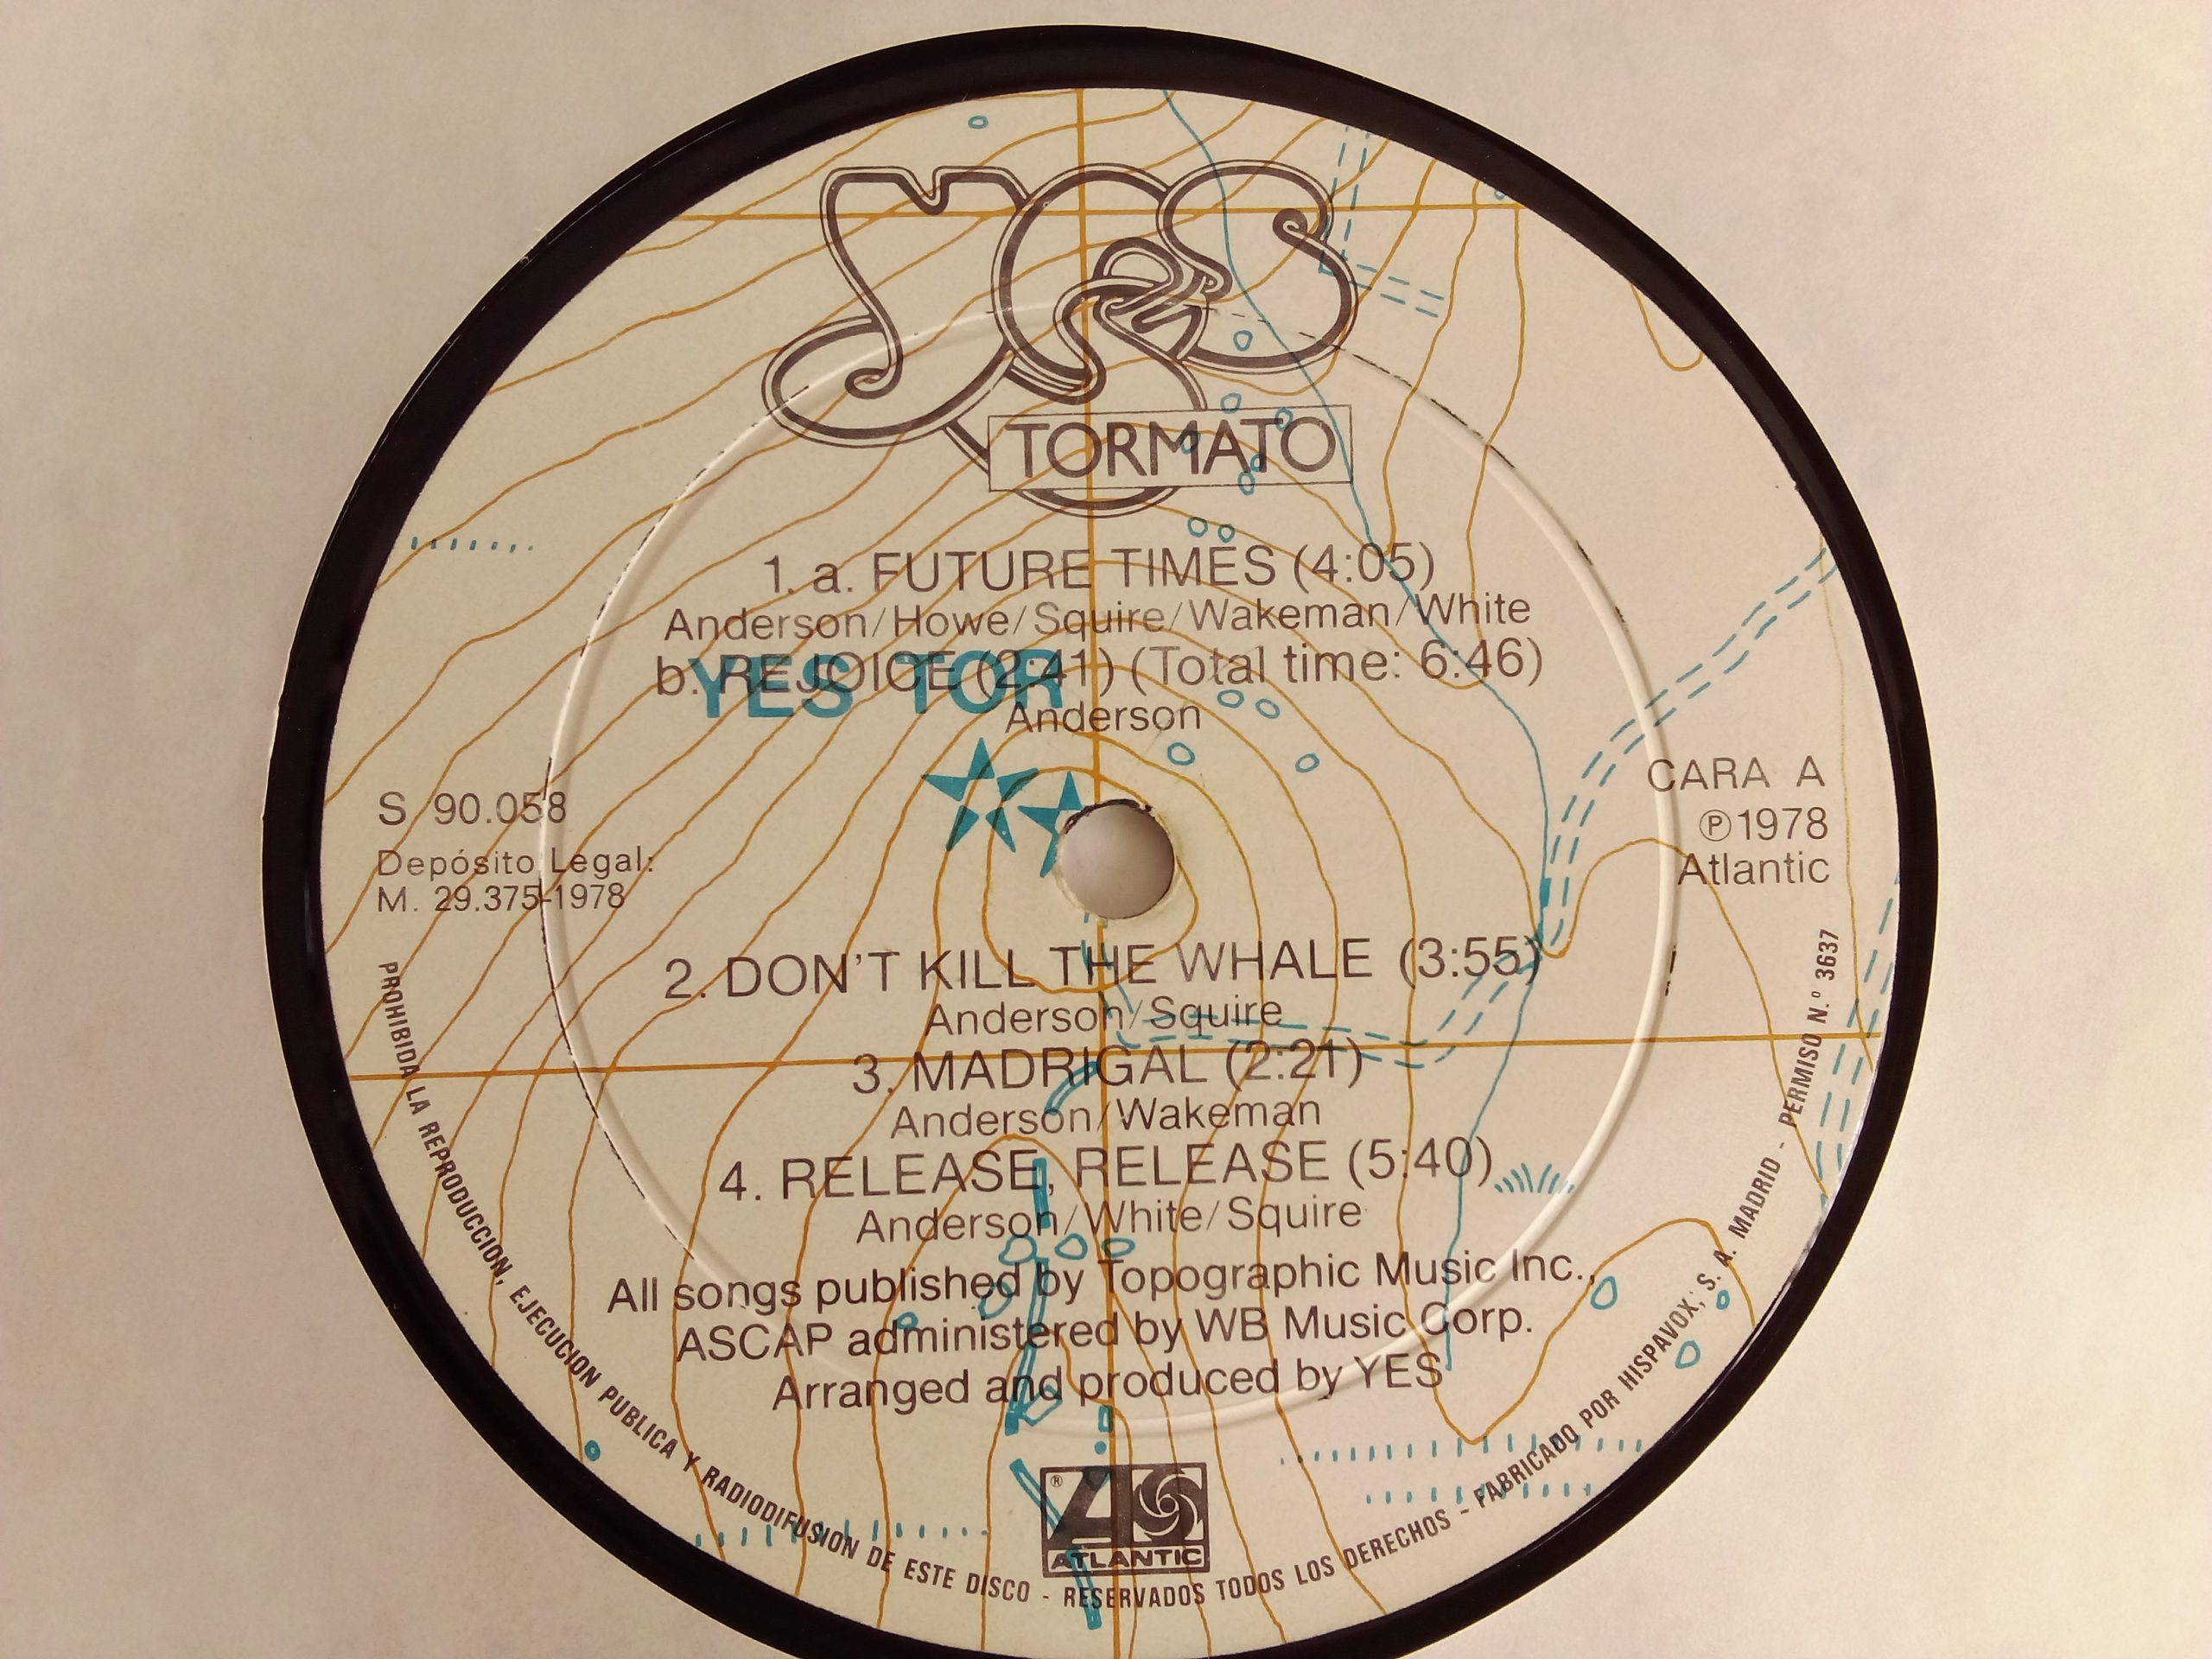 YES
TORMATO
1. a. FUTURE TIMES (4:05)
Anderson/Howe/Squire/Wakeman/White
b. REJOICE (2:41) (Total time: 6:46)
YES TOR
Anderson
S 90.058
Depósito Legal:
M. 29.375-1978
CARA A
℗1978
Atlantic
2. DON'T KILL THE WHALE (3:55)
Anderson/Squire
3. MADRIGAL (2:21)
Anderson/Wakeman
4. RELEASE, RELEASE (5:40)
Anderson/White/Squire
All songs published by Topographic Music Inc.,
ASCAP administered by WB Music Corp.
Arranged and produced by YES
®
ATLANTIC
PROHIBIDA LA REPRODUCCION, EJECUCION PUBLICA Y RADIODIFUSION DE ESTE DISCO - RESERVADOS TODOS LOS DERECHOS - FABRICADO POR HISPAVOX, S. A. MADRID - PERMISO N.º 3637